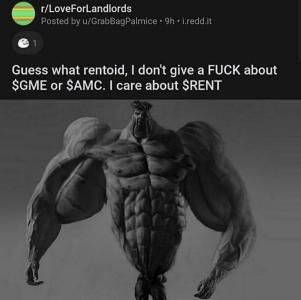 r/LoveForLandlords
Posted by u/GrabBagPalmice • 9h • i.redd.it
1
Guess what rentoid, I don't give a FUCK about
$GME or $AMC. I care about $RENT